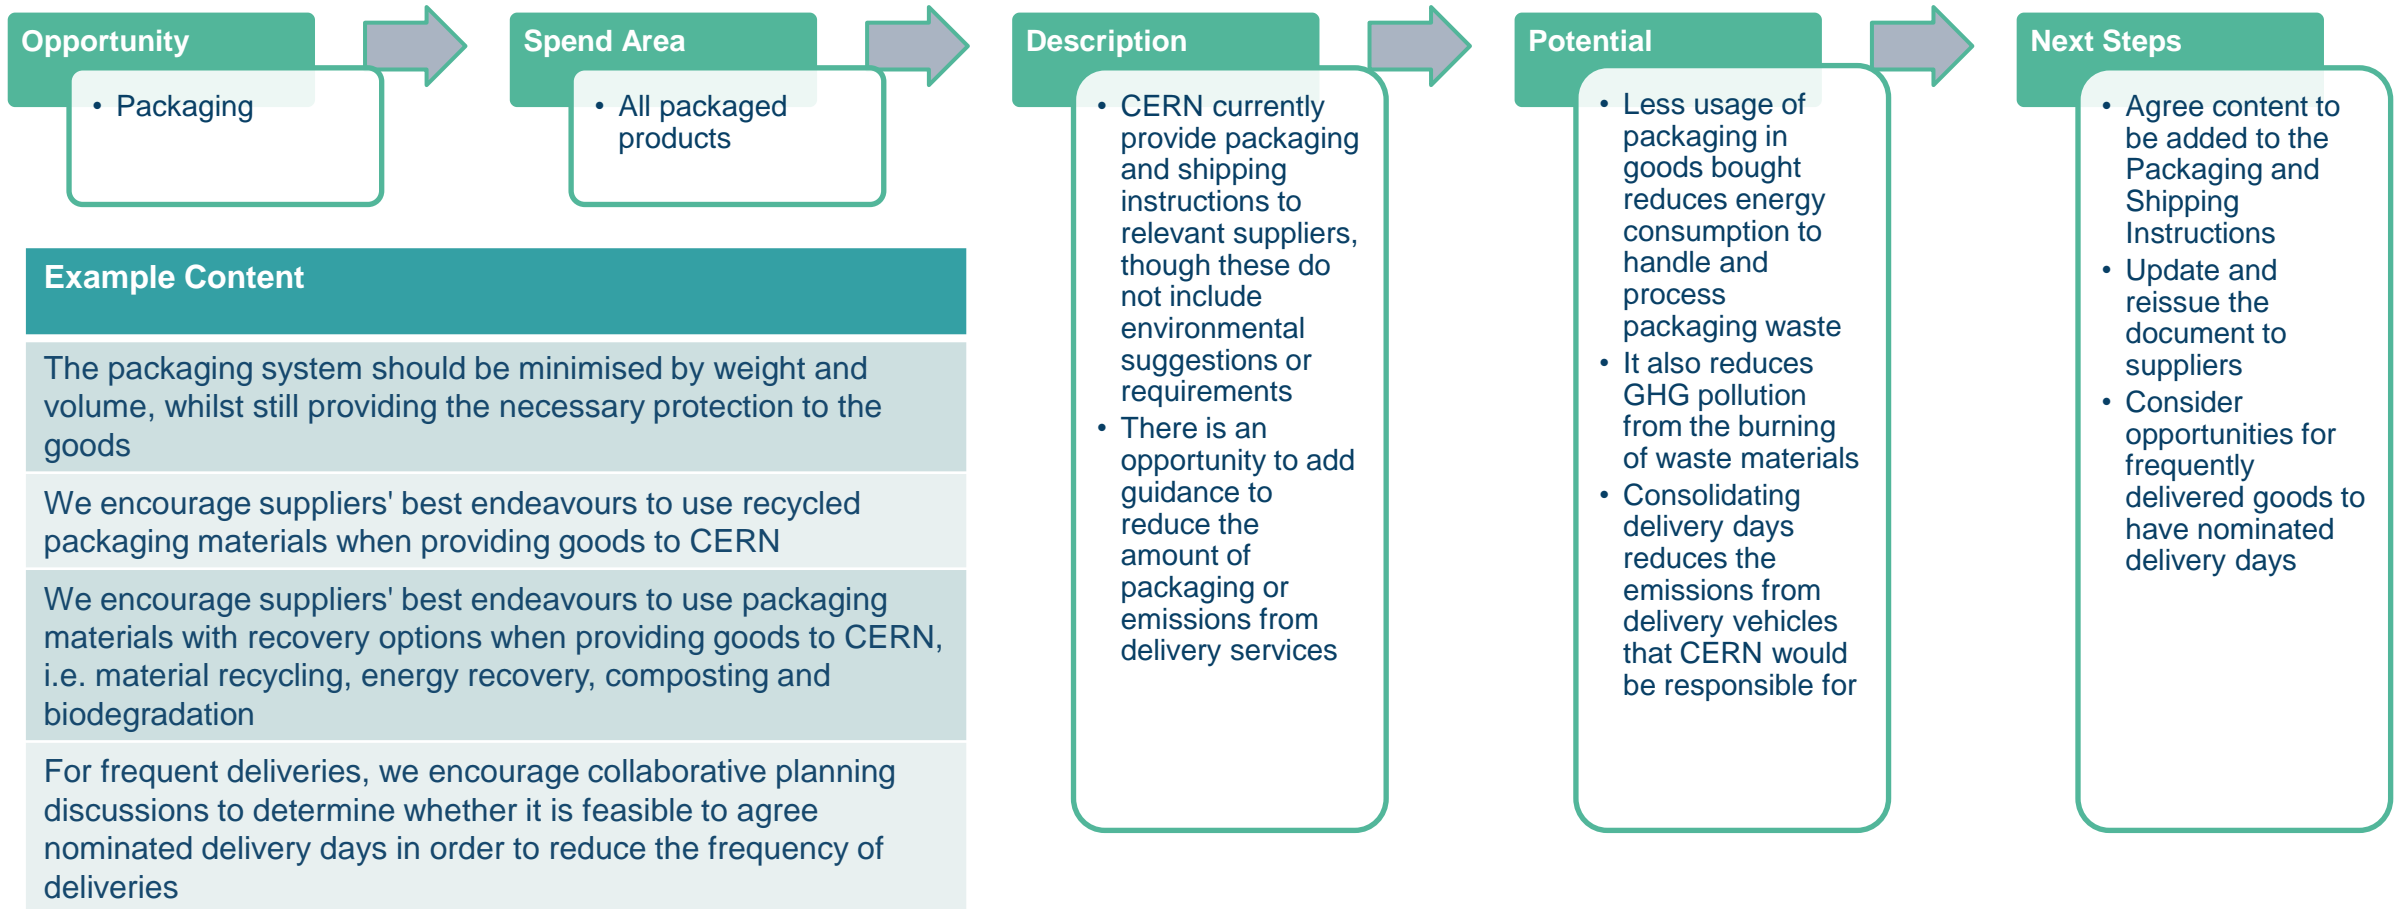 Opportunity
• Packaging
Spend Area
• All packaged
products
Description
• CERN currently
provide packaging
and shipping
instructions to
relevant suppliers,
though these do
not include
environmental
suggestions or
requirements
• There is an
opportunity to add
guidance to
reduce the
amount of
packaging or
emissions from
delivery services
Potential
• Less usage of
packaging in
goods bought
reduces energy
consumption to
handle and
process
packaging waste
• It also reduces
GHG pollution
from the burning
of waste materials
• Consolidating
delivery days
reduces the
emissions from
delivery vehicles
that CERN would
be responsible for
Next Steps
• Agree content to
be added to the
Packaging and
Shipping
Instructions
• Update and
reissue the
document to
suppliers
• Consider
opportunities for
frequently
delivered goods to
have nominated
delivery days
Example Content
The packaging system should be minimised by weight and
volume, whilst still providing the necessary protection to the
goods
We encourage suppliers' best endeavours to use recycled
packaging materials when providing goods to CERN
We encourage suppliers' best endeavours to use packaging
materials with recovery options when providing goods to CERN,
i.e. material recycling, energy recovery, composting and
biodegradation
For frequent deliveries, we encourage collaborative planning
discussions to determine whether it is feasible to agree
nominated delivery days in order to reduce the frequency of
deliveries